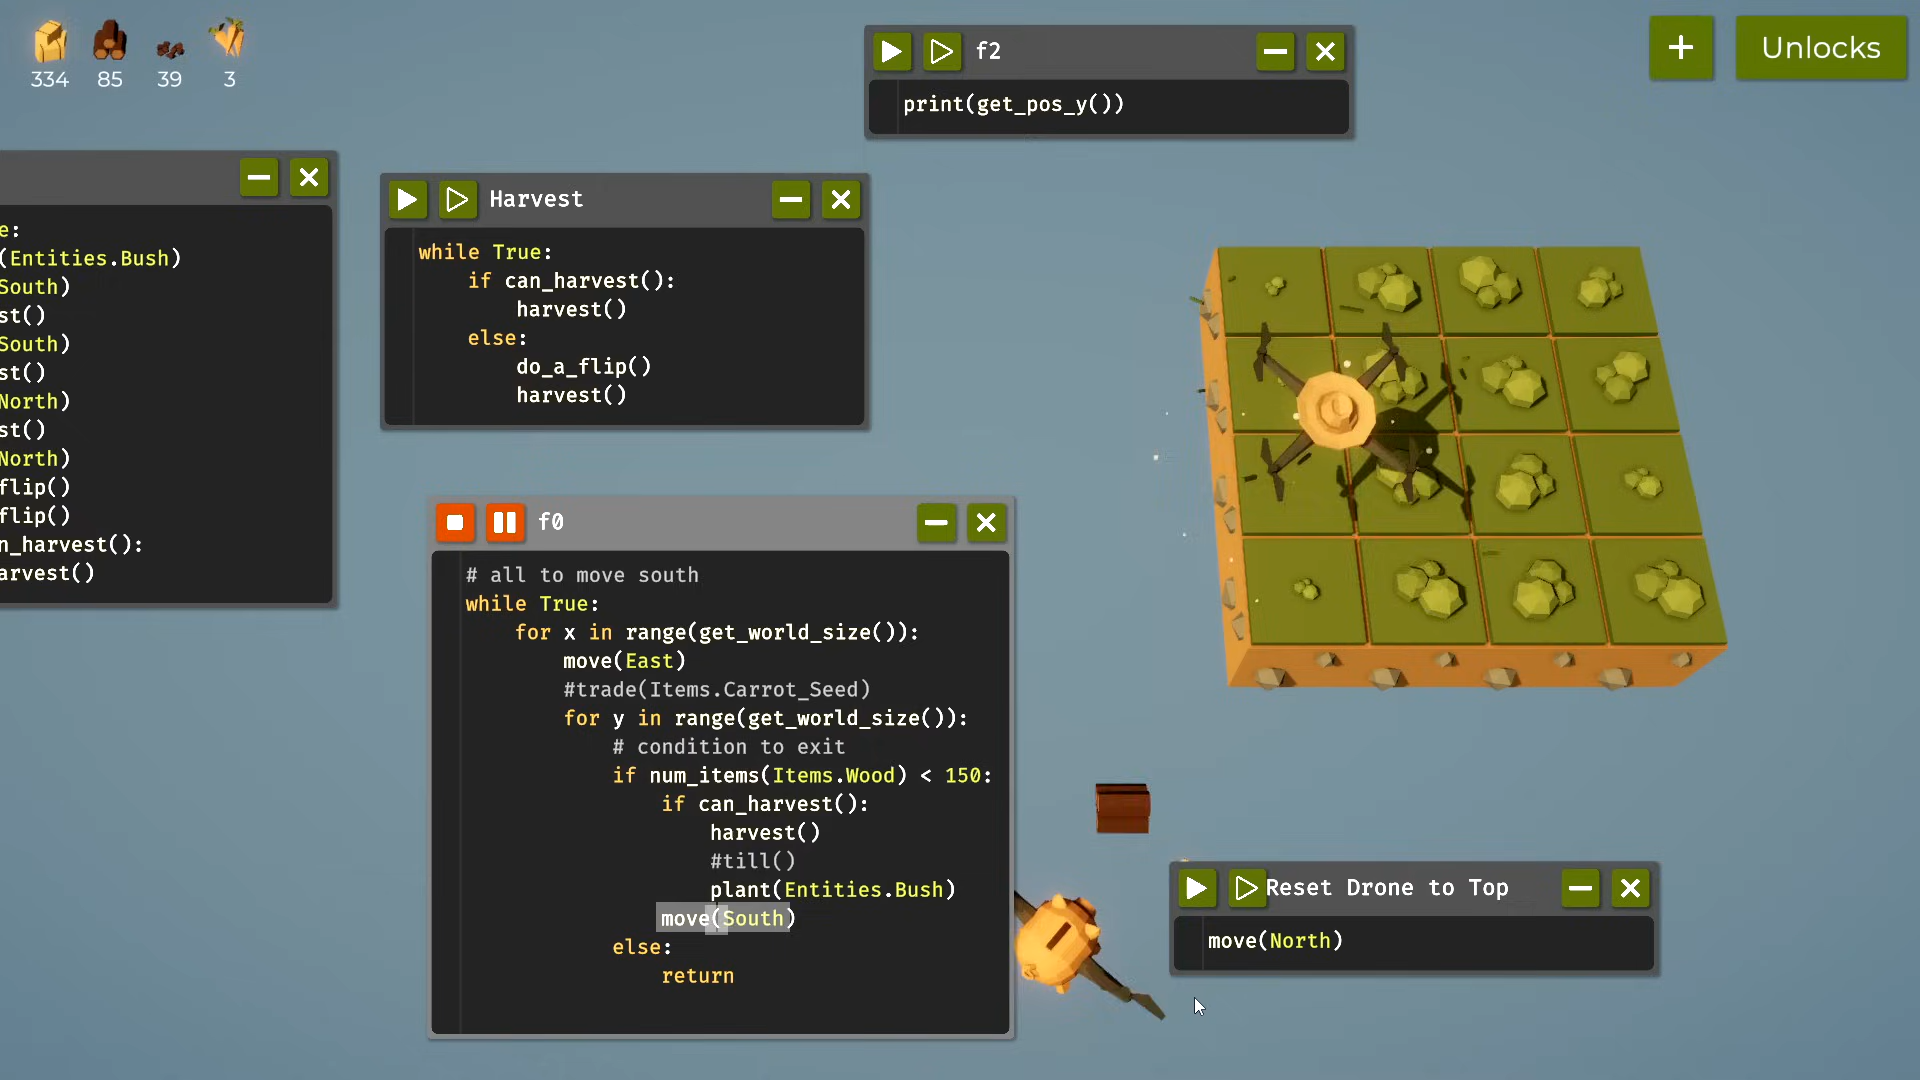 334 85 39 3
f2
print(get_pos_y())
Unlocks
e:
(Entities.Bush)
South)
st()
South)
st()
North)
st()
North)
flip()
flip()
n_harvest():
arvest()
Harvest
while True:
if can_harvest():
harvest()
else:
do_a_flip()
harvest()
f0
# all to move south
while True:
for x in range(get_world_size()):
move(East)
#trade(Items.Carrot_Seed)
for y in range(get_world_size()):
# condition to exit
if num_items(Items.Wood) < 150:
if can_harvest():
harvest()
#till()
plant(Entities.Bush)
move(South)
else:
return
Reset Drone to Top
move(North)